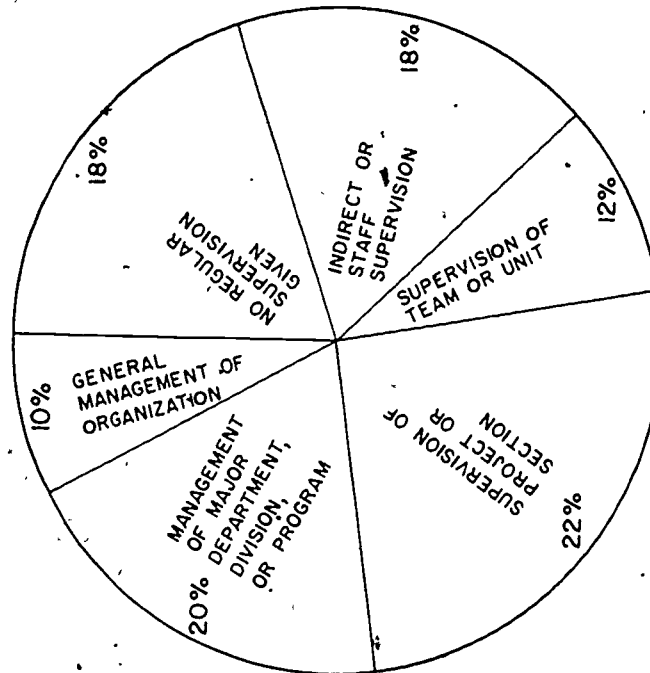 18%
NO REGULAR
SUPERVISION
GIVEN
18%
INDIRECT OR
STAFF
SUPERVISION
12%
SUPERVISION OF
TEAM OR UNIT
22%
SUPERVISION OF
PROJECT OR
SECTION
20%
MANAGEMENT
OF MAJOR
DEPARTMENT,
DIVISION,
OR PROGRAM
10%
GENERAL
MANAGEMENT OF
ORGANIZATION